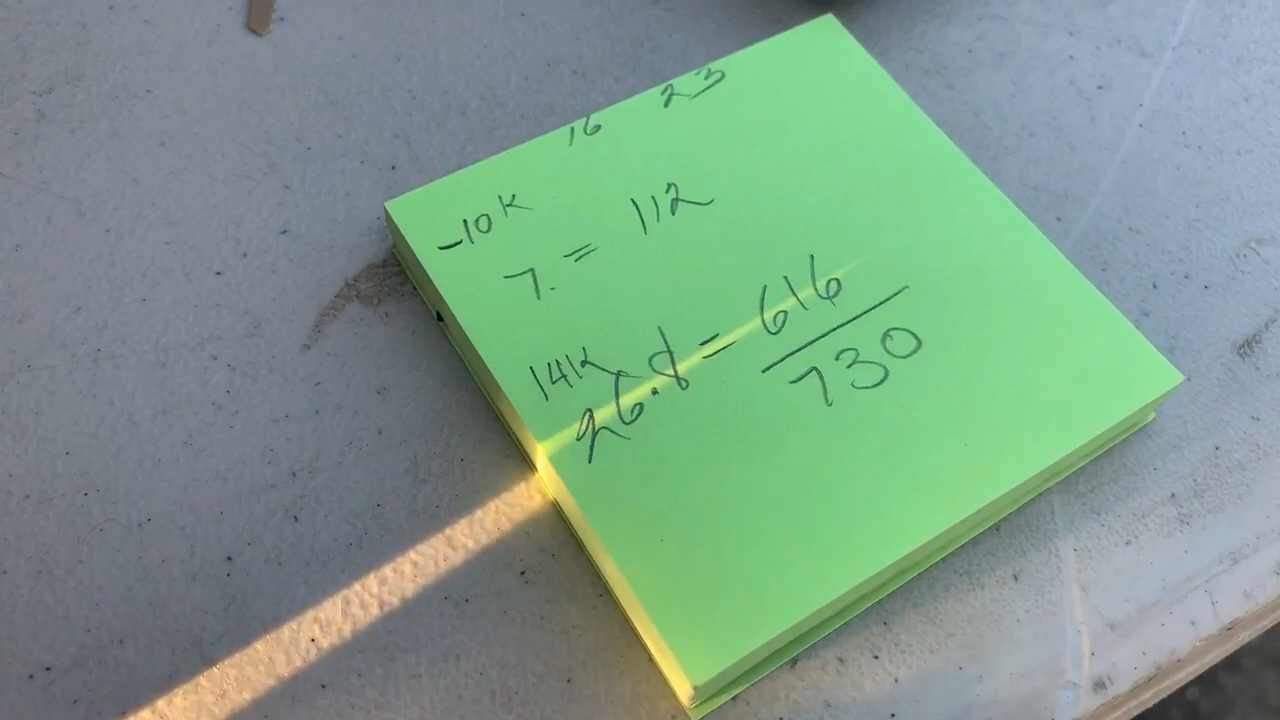 16 23
-10K
7. = 112
14K
26.8 = 616
730